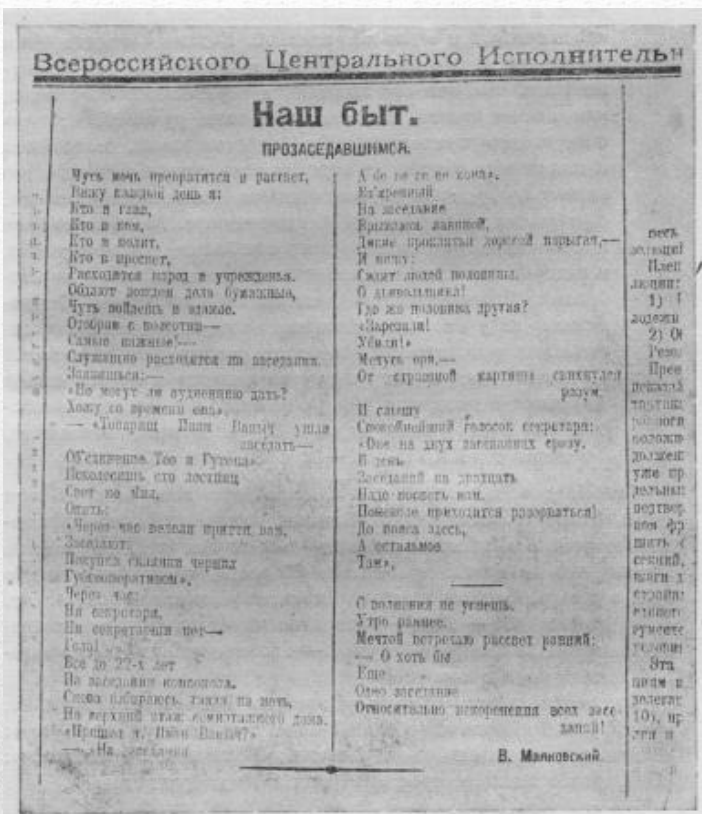 Всероссийского Центрального Исполнительн
Наш быт.
ПРОЗАСЕДАВШИМСЯ.
Чуть ночь превратится в рассвет,
Вижу каждый день я:
Кто в глав,
Кто в ком,
Кто в полит,
Кто в просвет,
Расходится народ в учрежденья.
Обдают дождем дела бумажные,
Чуть войдешь в здание.
Отобрав с полсотни—
Самые важные!—
Служащие расходятся на заседания.
Заявишься:—
«Не могут ли аудиенцию дать?
Хожу со времени она».
— «Товарищ Иван Ваныч ушли
заседать—
Объединение Тео и Гукона».
Исколесишь сто лестниц
Свет не мил.
Опять:
«Через час велели притти вам.
Заседают:
Покупка склянки чернил
Губкооперативом».
Через час:
Ни секретаря,
Ни секретарши нет—
Голо!
Все до 22-х лет
На заседании комсомола.
Снова взбираюсь, глядя на ночь,
На верхний этаж семиэтажного дома.
«Пришел т. Иван Ваныч?»
— «На заседании
А-бе-ве-ге-де кома».
Взъяренный
На заседание
Врываюсь лавиной,
Дикие проклятья дорогой изрыгая,—
И вижу:
Сидят людей половины.
О дьявольщина!
Где же половина другая?
«Зарезали!
Убили!»
Мечусь оря,—
От страшной картины свихнулся
разум.
И слышу
Спокойнейший голосок секретаря:
«Оне на двух заседаниях сразу.
В день
Заседаний на двадцать
Надо поспеть нам.
Поневоле приходится разорваться!
До пояса здесь,
А остальное
Там».
С волнения не уснешь.
Утро раннее.
Мечтой встречаю рассвет ранний:
— О хоть бы
Еще
Одно заседание
Относительно искоренения всех засе-
даний!
В. Маяковский.
весь
1)
2)
уже пр
Эта